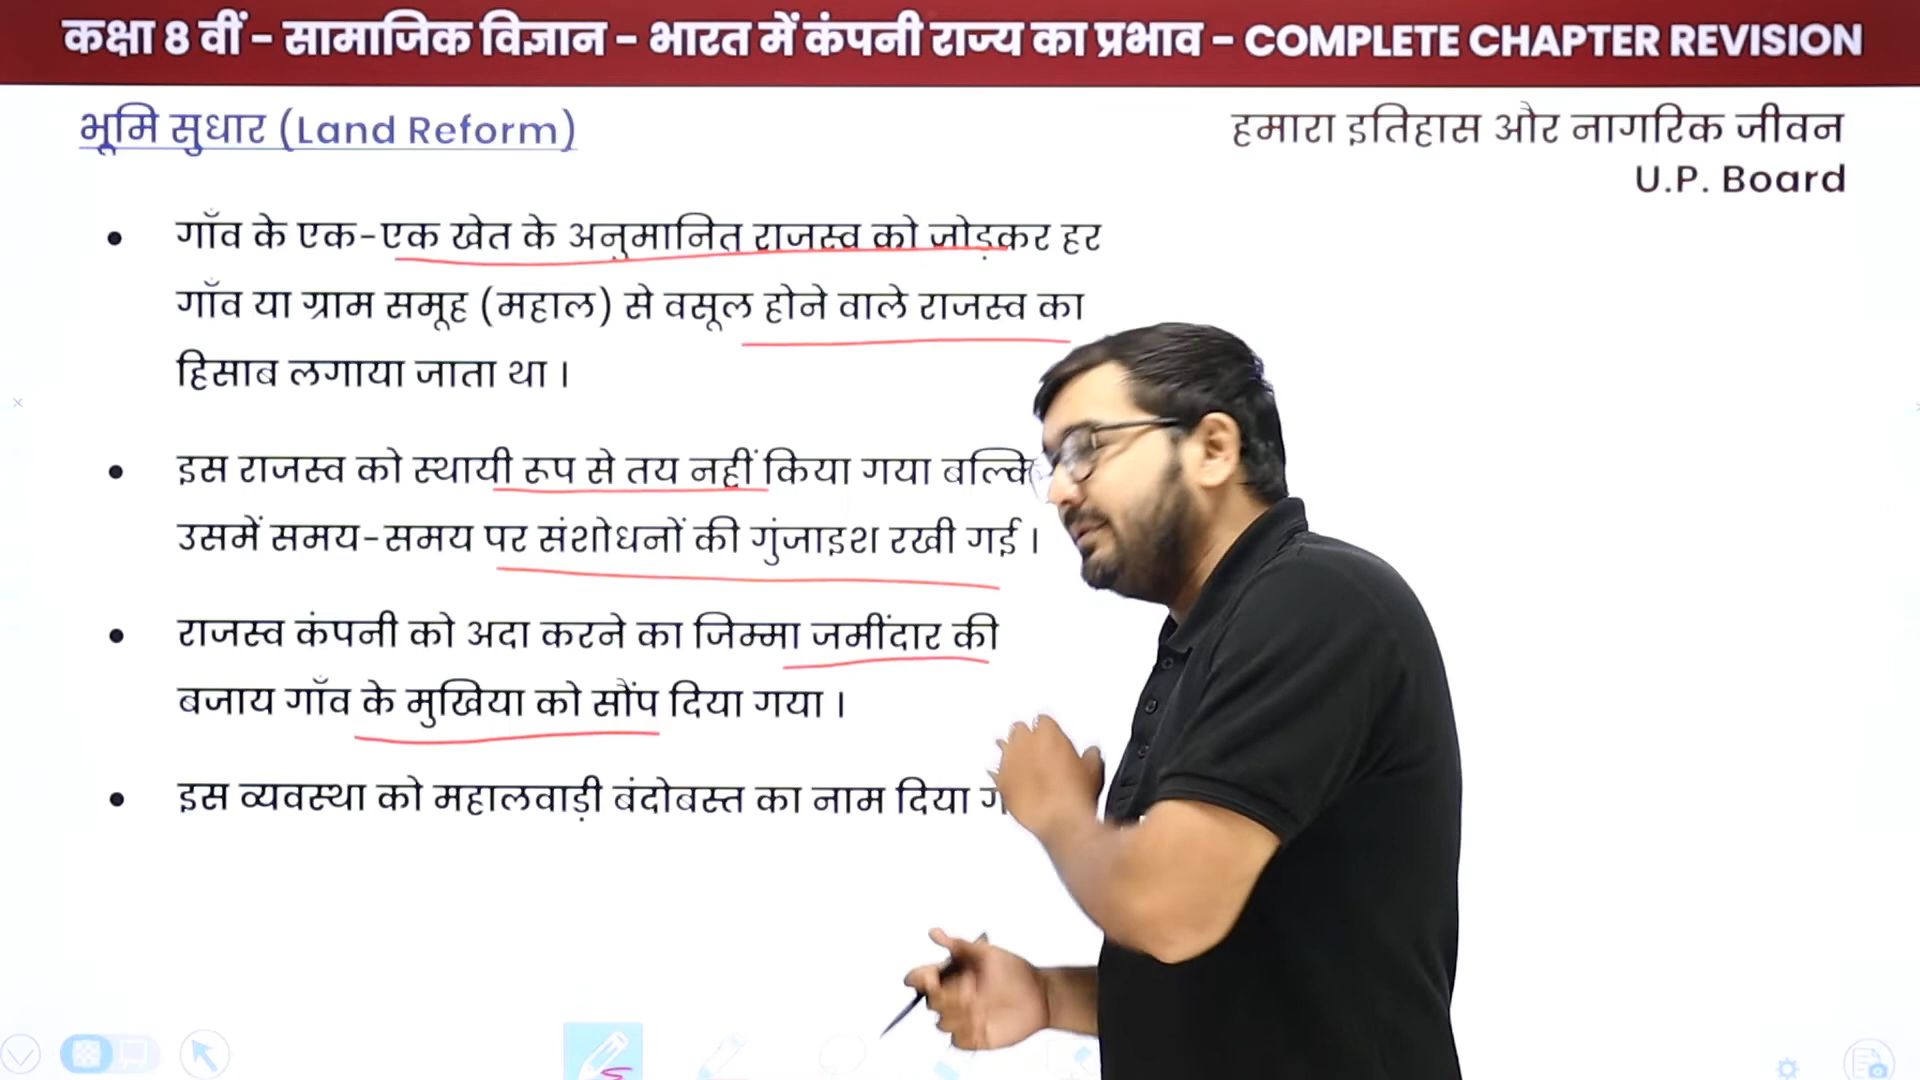 कक्षा 8 वीं - सामाजिक विज्ञान - भारत में कंपनी राज्य का प्रभाव - COMPLETE CHAPTER REVISION
भूमि सुधार (Land Reform)
हमारा इतिहास और नागरिक जीवन
U.P. Board
• गाँव के एक-एक खेत के अनुमानित राजस्व को जोड़कर हर
गाँव या ग्राम समूह (महाल) से वसूल होने वाले राजस्व का
हिसाब लगाया जाता था ।
• इस राजस्व को स्थायी रूप से तय नहीं किया गया
उसमें समय-समय पर संशोधनों की गुंजाइश रखी गई ।
• राजस्व कंपनी को अदा करने का जिम्मा जमींदार की
बजाय गाँव के मुखिया को सौंप दिया गया ।
• इस व्यवस्था को महालवाड़ी बंदोबस्त का नाम दिया